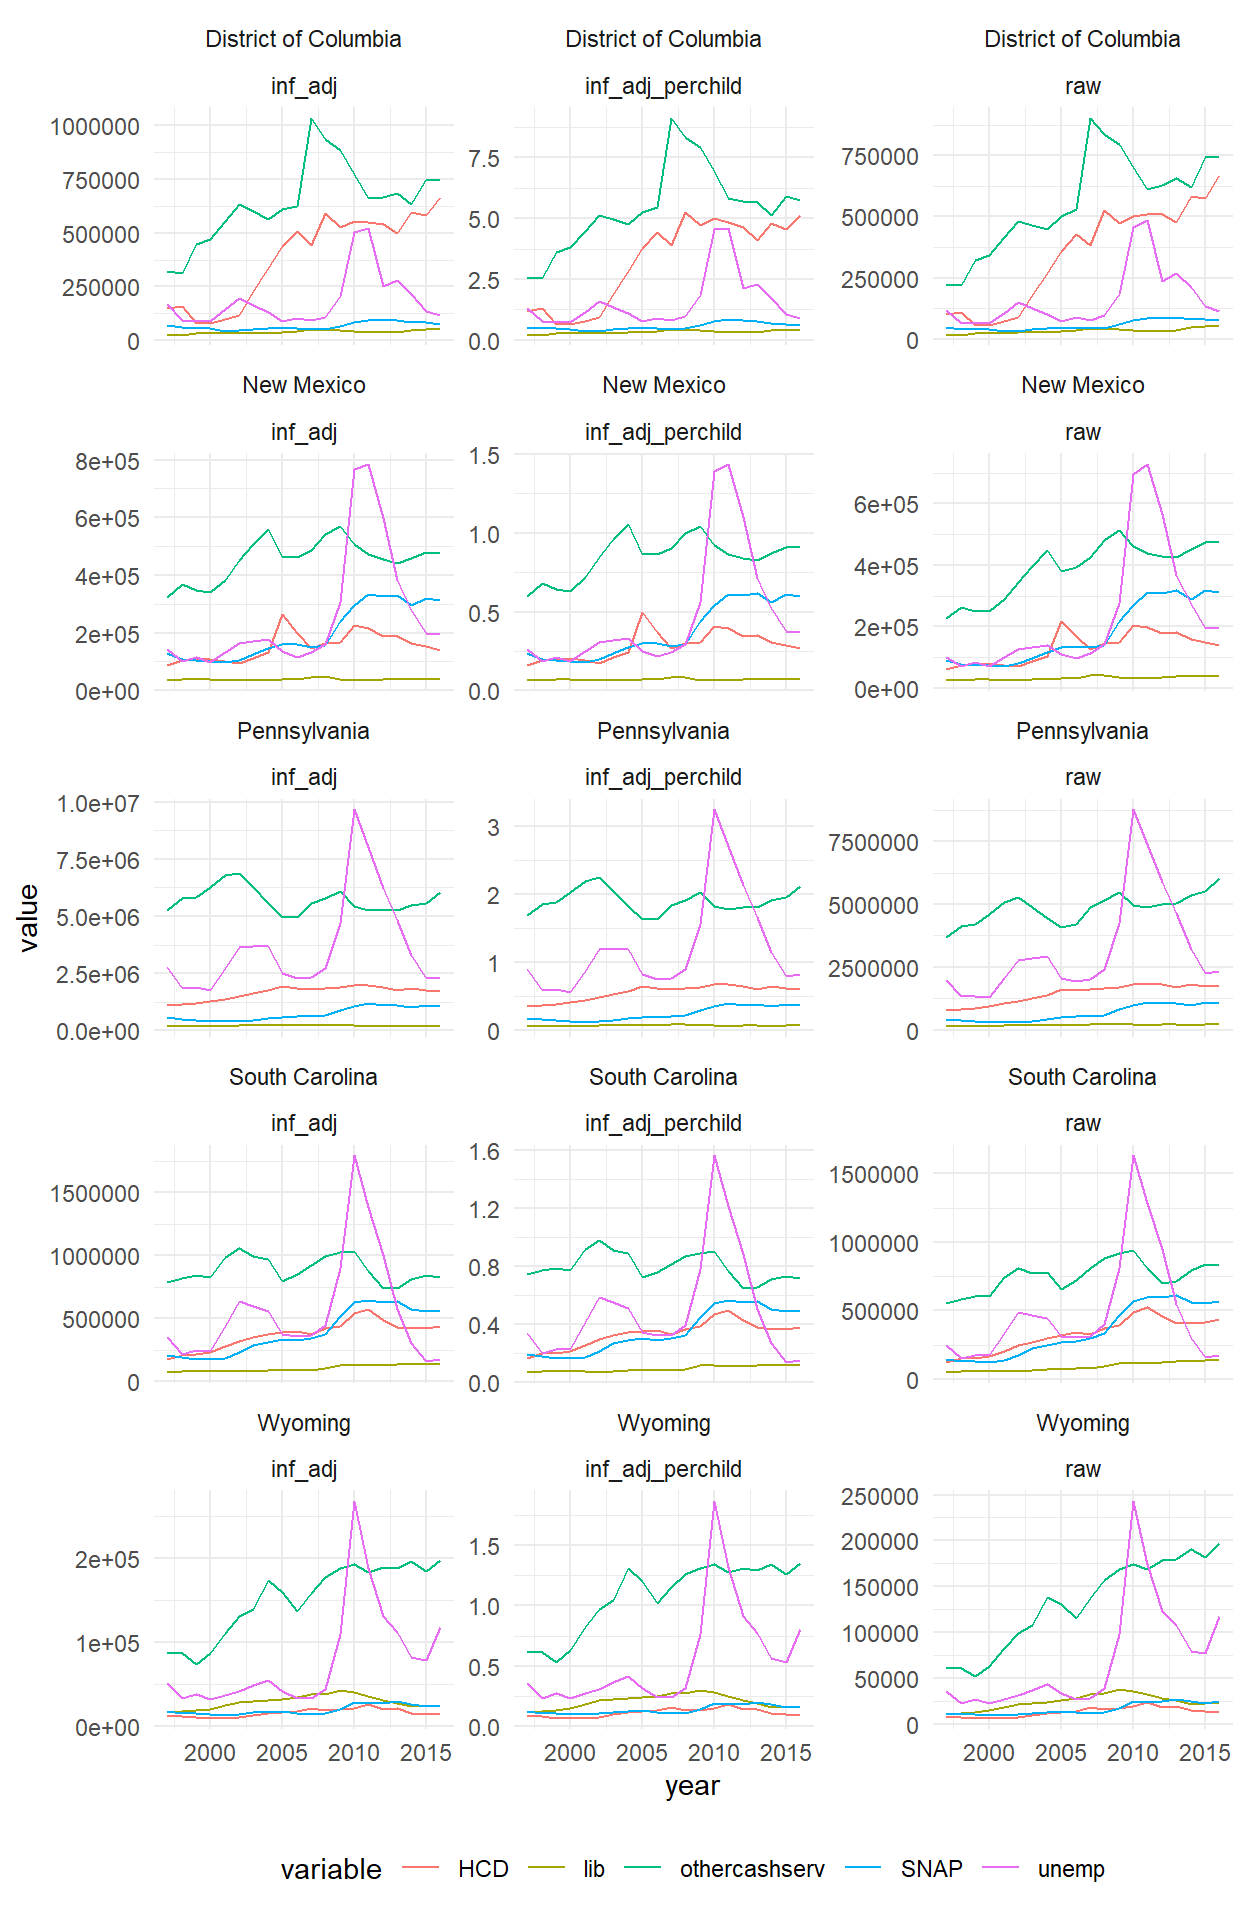 District of Columbia District of Columbia District of Columbia
inf_adj inf_adj_perchild raw
1000000
750000
500000
250000
0
7.5
5.0
2.5
0.0
750000
500000
250000
0
New Mexico New Mexico New Mexico
inf_adj inf_adj_perchild raw
8e+05
6e+05
4e+05
2e+05
0e+00
1.5
1.0
0.5
0.0
6e+05
4e+05
2e+05
0e+00
Pennsylvania Pennsylvania Pennsylvania
inf_adj inf_adj_perchild raw
1.0e+07
7.5e+06
5.0e+06
2.5e+06
0.0e+00
3
2
1
0
7500000
5000000
2500000
0
value
South Carolina South Carolina South Carolina
inf_adj inf_adj_perchild raw
1500000
1000000
500000
0
1.6
1.2
0.8
0.4
0.0
1500000
1000000
500000
0
Wyoming Wyoming Wyoming
inf_adj inf_adj_perchild raw
2e+05
1e+05
0e+00
1.5
1.0
0.5
0.0
250000
200000
150000
100000
50000
0
2000 2005 2010 2015 2000 2005 2010 2015 2000 2005 2010 2015
year
variable HCD lib othercashserv SNAP unemp